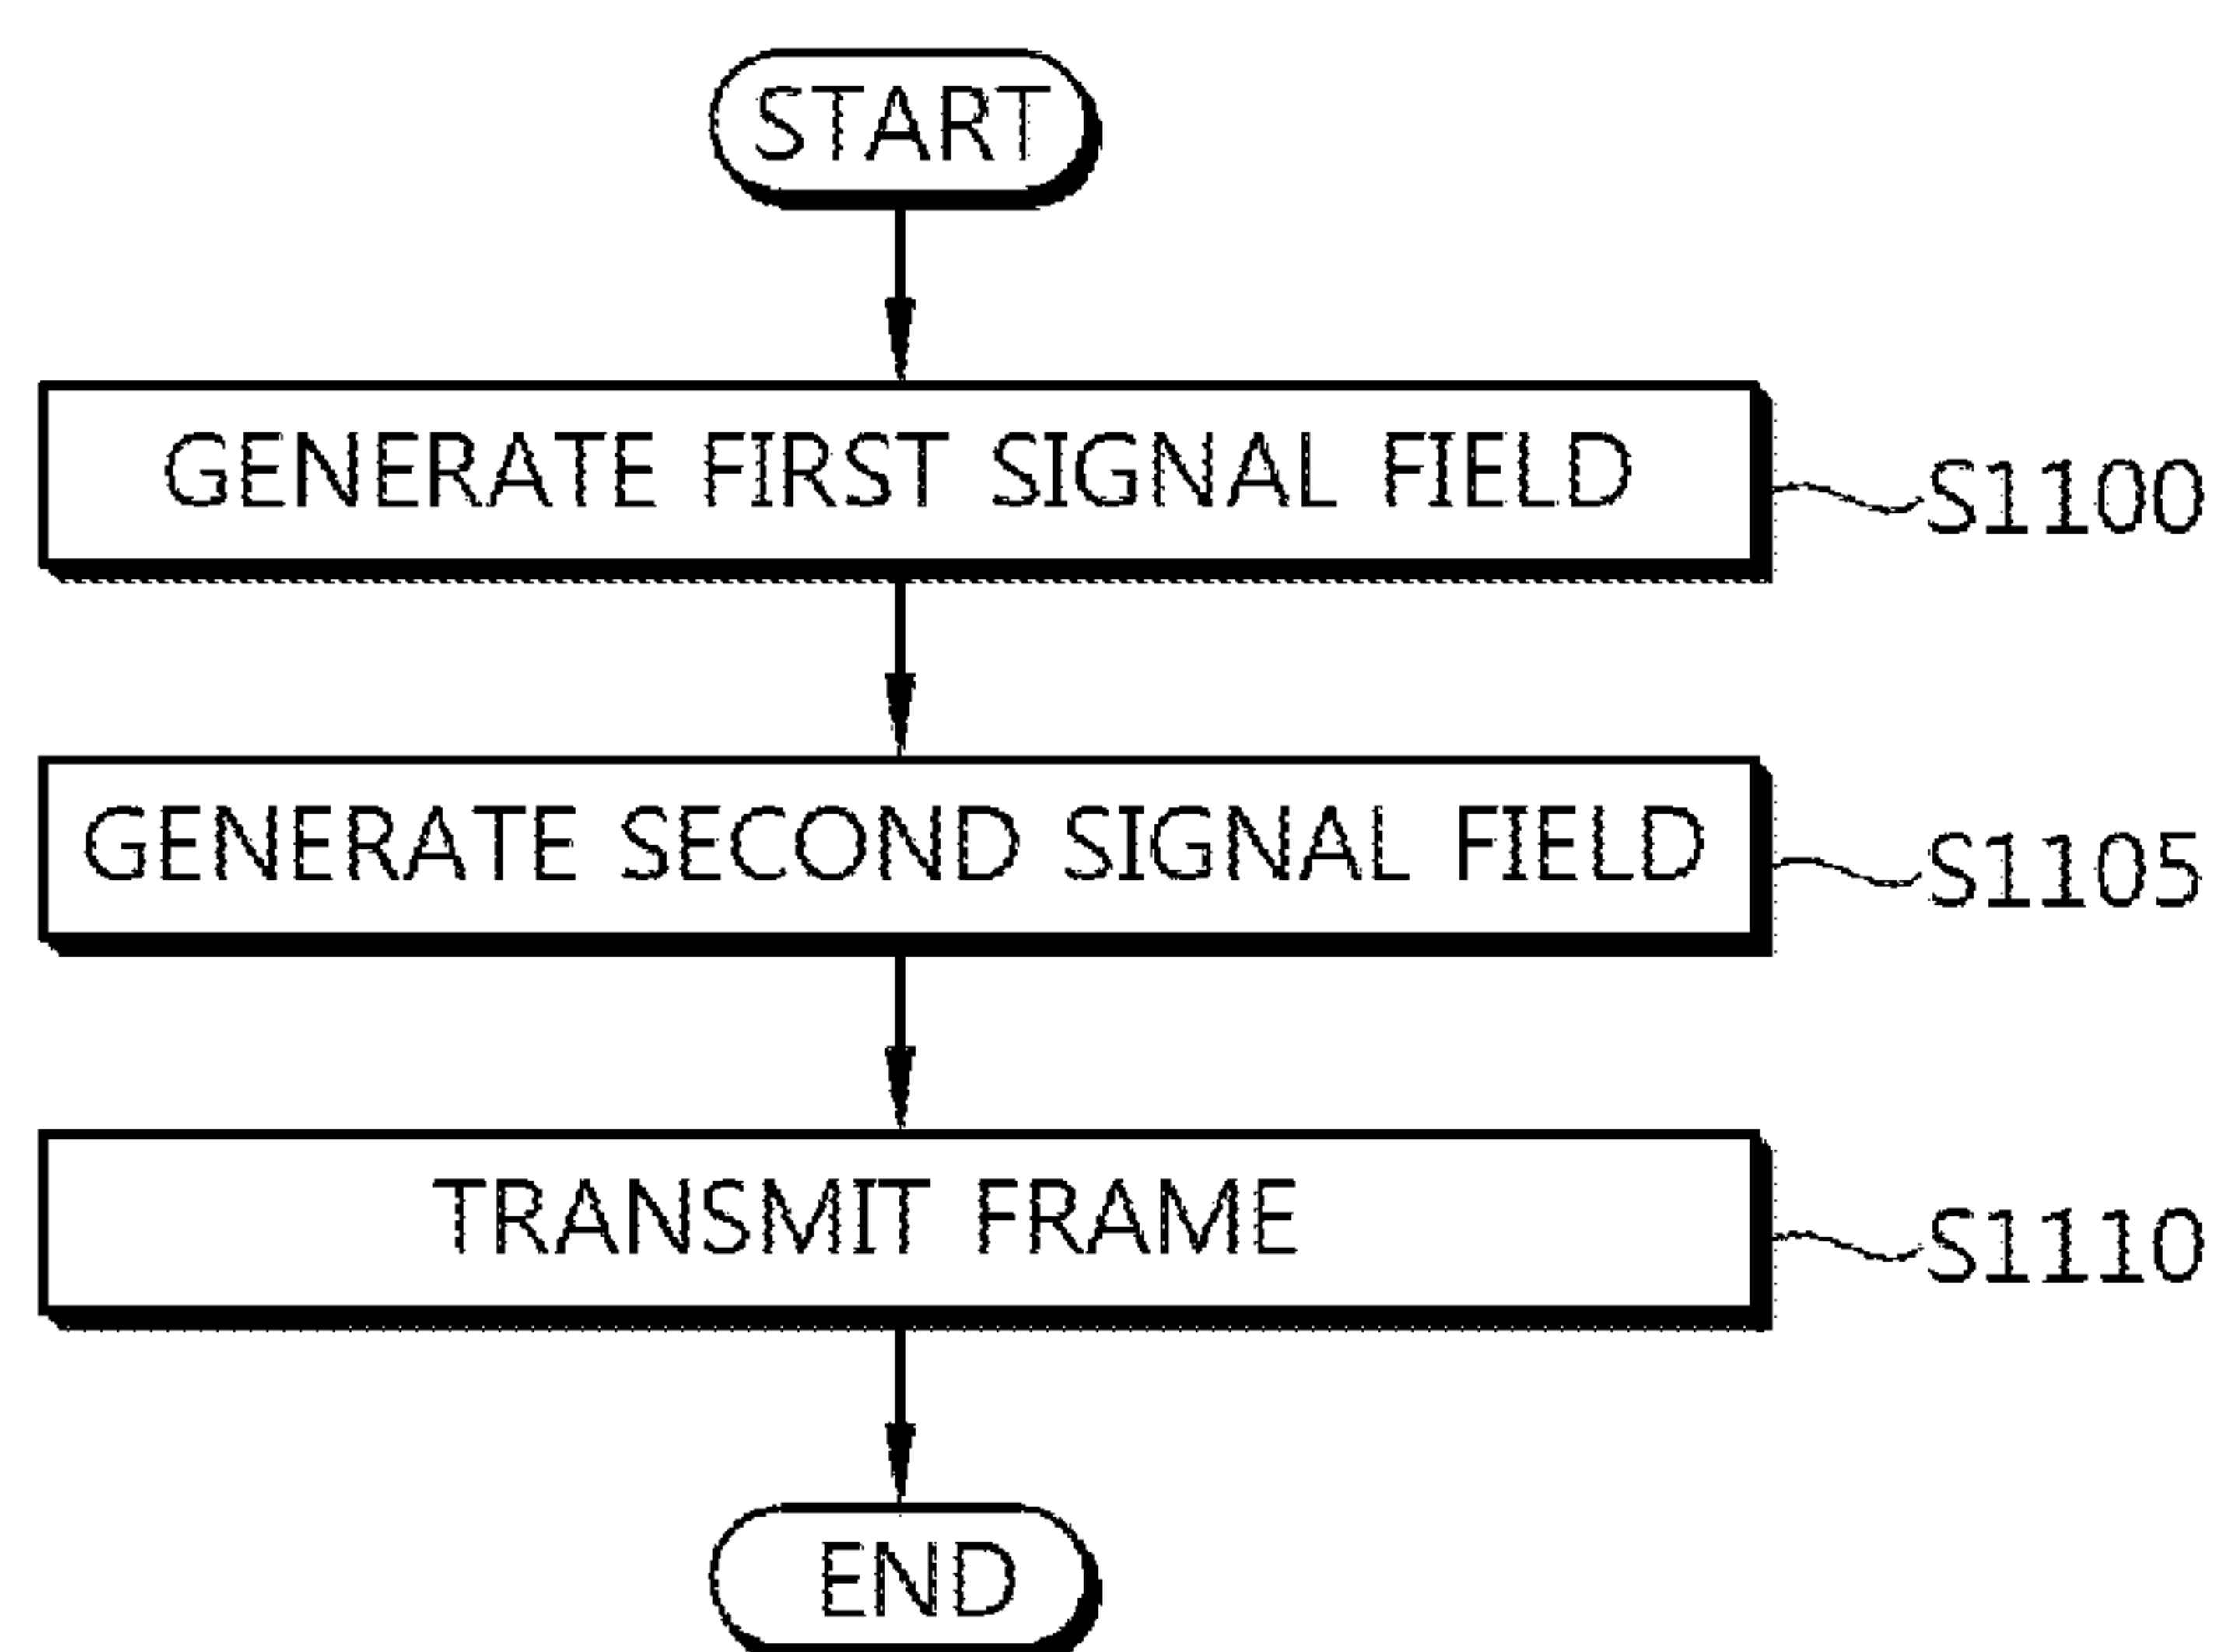 START
GENERATE FIRST SIGNAL FIELD
S1100
GENERATE SECOND SIGNAL FIELD
S1105
TRANSMIT FRAME
S1110
END